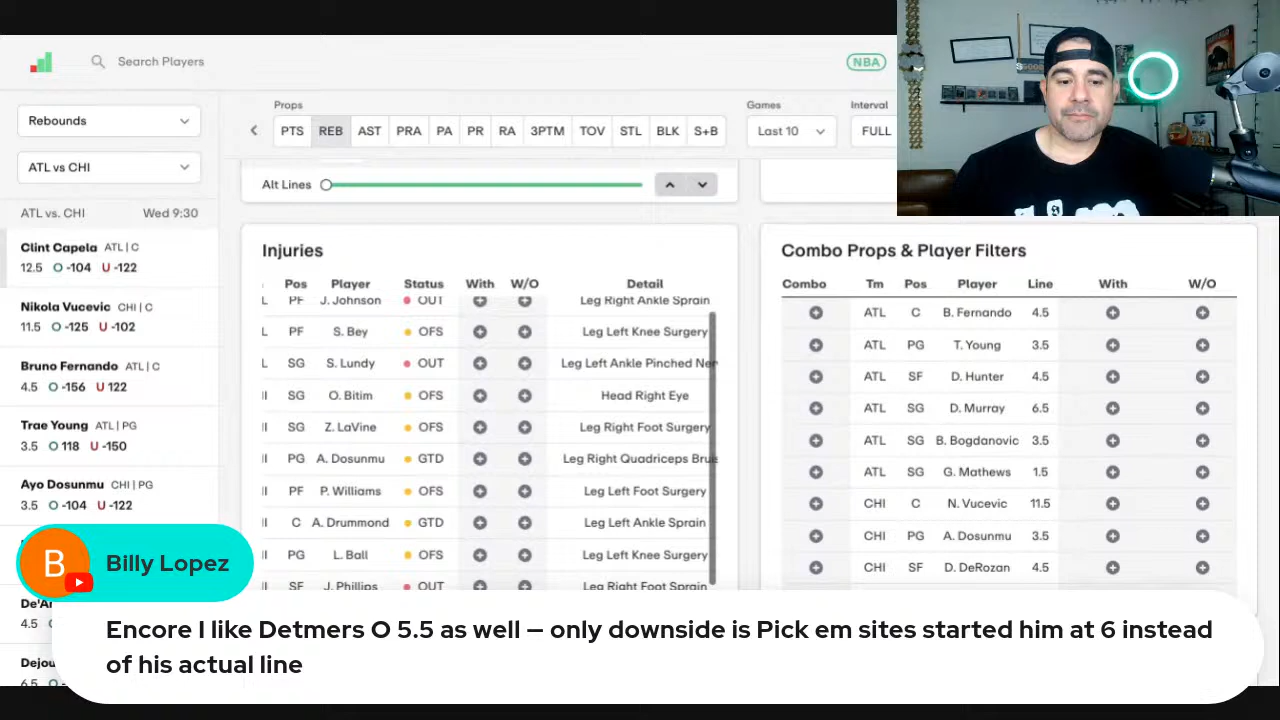 Search Players
NBA
Rebounds
ATL vs CHI
ATL vs. CHI Wed 9:30
Clint Capela ATL | C
12.5 O -104 U -122
Nikola Vucevic CHI | C
11.5 O -125 U -102
Bruno Fernando ATL | C
4.5 O -156 U 122
Trae Young ATL | PG
3.5 O 118 U -150
Ayo Dosunmu CHI | PG
3.5 O -104 U -122
De'A
4.5
Dejou
6.5 O
Props
PTS REB AST PRA PA PR RA 3PTM TOV STL BLK S+B
Games
Last 10
Interval
FULL
Alt Lines
Injuries
Pos Player Status With W/O Detail
L PF J. Johnson OUT Leg Right Ankle Sprain
L PF S. Bey OFS Leg Left Knee Surgery
L SG S. Lundy OUT Leg Left Ankle Pinched Ner
I SG O. Bitim OFS Head Right Eye
I SG Z. LaVine OFS Leg Right Foot Surgery
I PG A. Dosunmu GTD Leg Right Quadriceps Bruis
I PF P. Williams OFS Leg Left Foot Surgery
I C A. Drummond GTD Leg Left Ankle Sprain
I PG L. Ball OFS Leg Left Knee Surgery
I SF J. Phillips OUT Leg Right Foot Sprain
Combo Props & Player Filters
Combo Tm Pos Player Line With W/O
ATL C B. Fernando 4.5
ATL PG T. Young 3.5
ATL SF D. Hunter 4.5
ATL SG D. Murray 6.5
ATL SG B. Bogdanovic 3.5
ATL SG G. Mathews 1.5
CHI C N. Vucevic 11.5
CHI PG A. Dosunmu 3.5
CHI SF D. DeRozan 4.5
B
Billy Lopez
Encore I like Detmers O 5.5 as well — only downside is Pick em sites started him at 6 instead
of his actual line